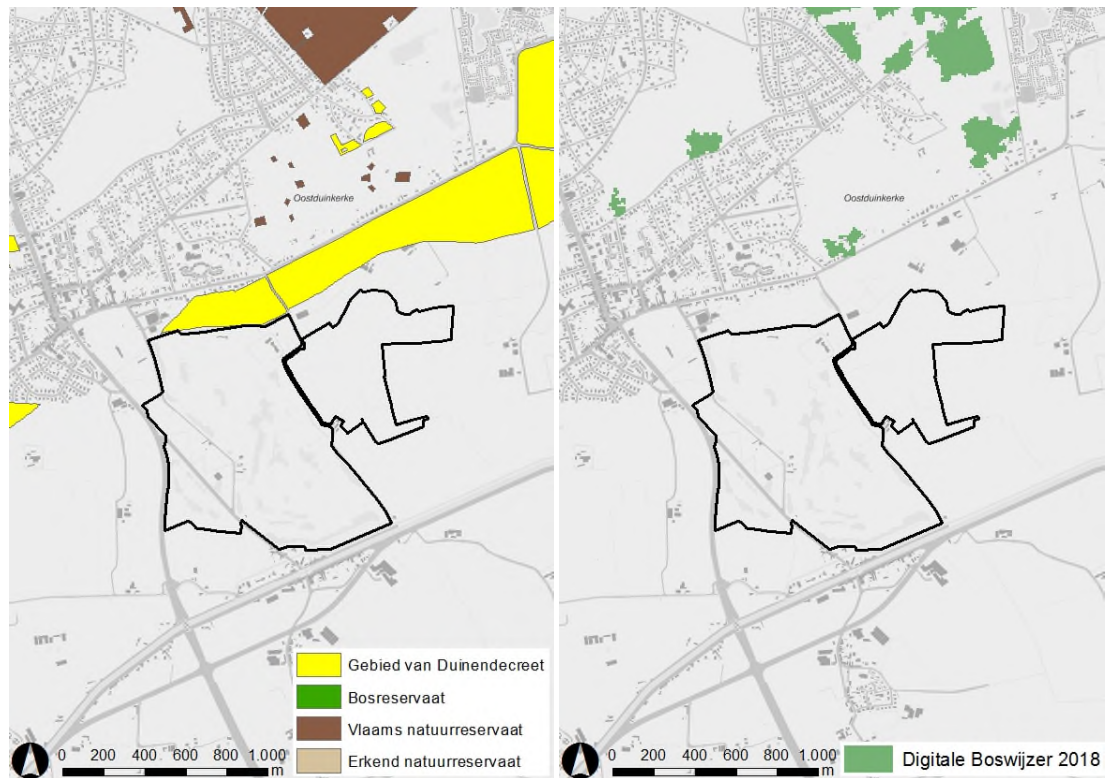 Oostduinkerke
Gebied van Duinendecreet
Bosreservaat
Vlaams natuurreservaat
Erkend natuurreservaat
0 200 400 600 800 1.000
m
Oostduinkerke
Digitale Boswijzer 2018
0 200 400 600 800 1.000
m